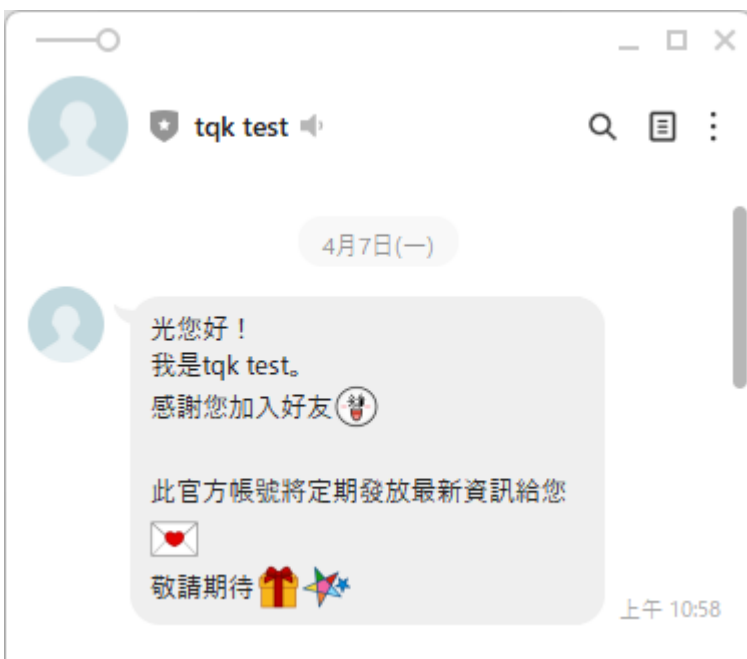 tqk test
4月7日(一)
光您好！
我是tqk test。
感謝您加入好友
此官方帳號將定期發放最新資訊給您
敬請期待
上午 10:58